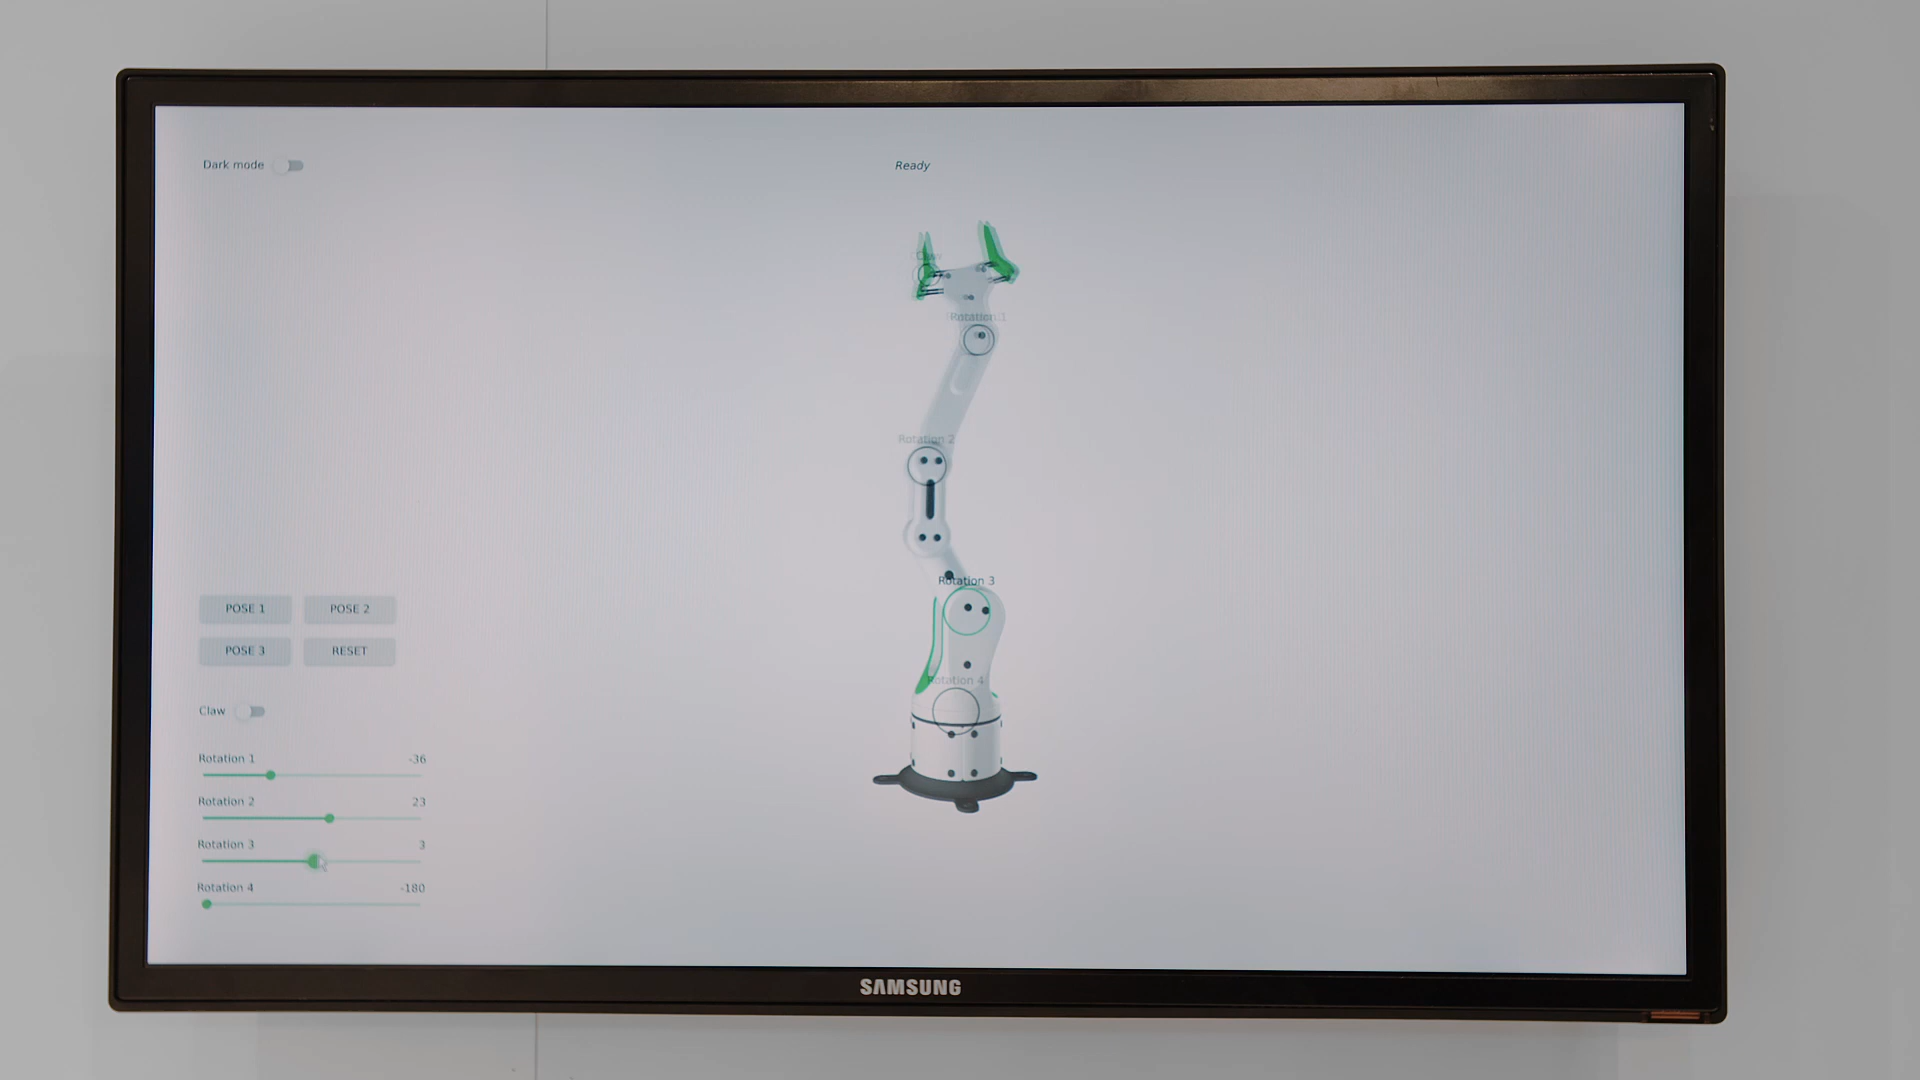 Dark mode
Ready
Claw
Rotation 1
Rotation 2
Rotation 3
Rotation 4
POSE 1
POSE 2
POSE 3
RESET
Claw
Rotation 1
-36
Rotation 2
23
Rotation 3
3
Rotation 4
-180
SAMSUNG